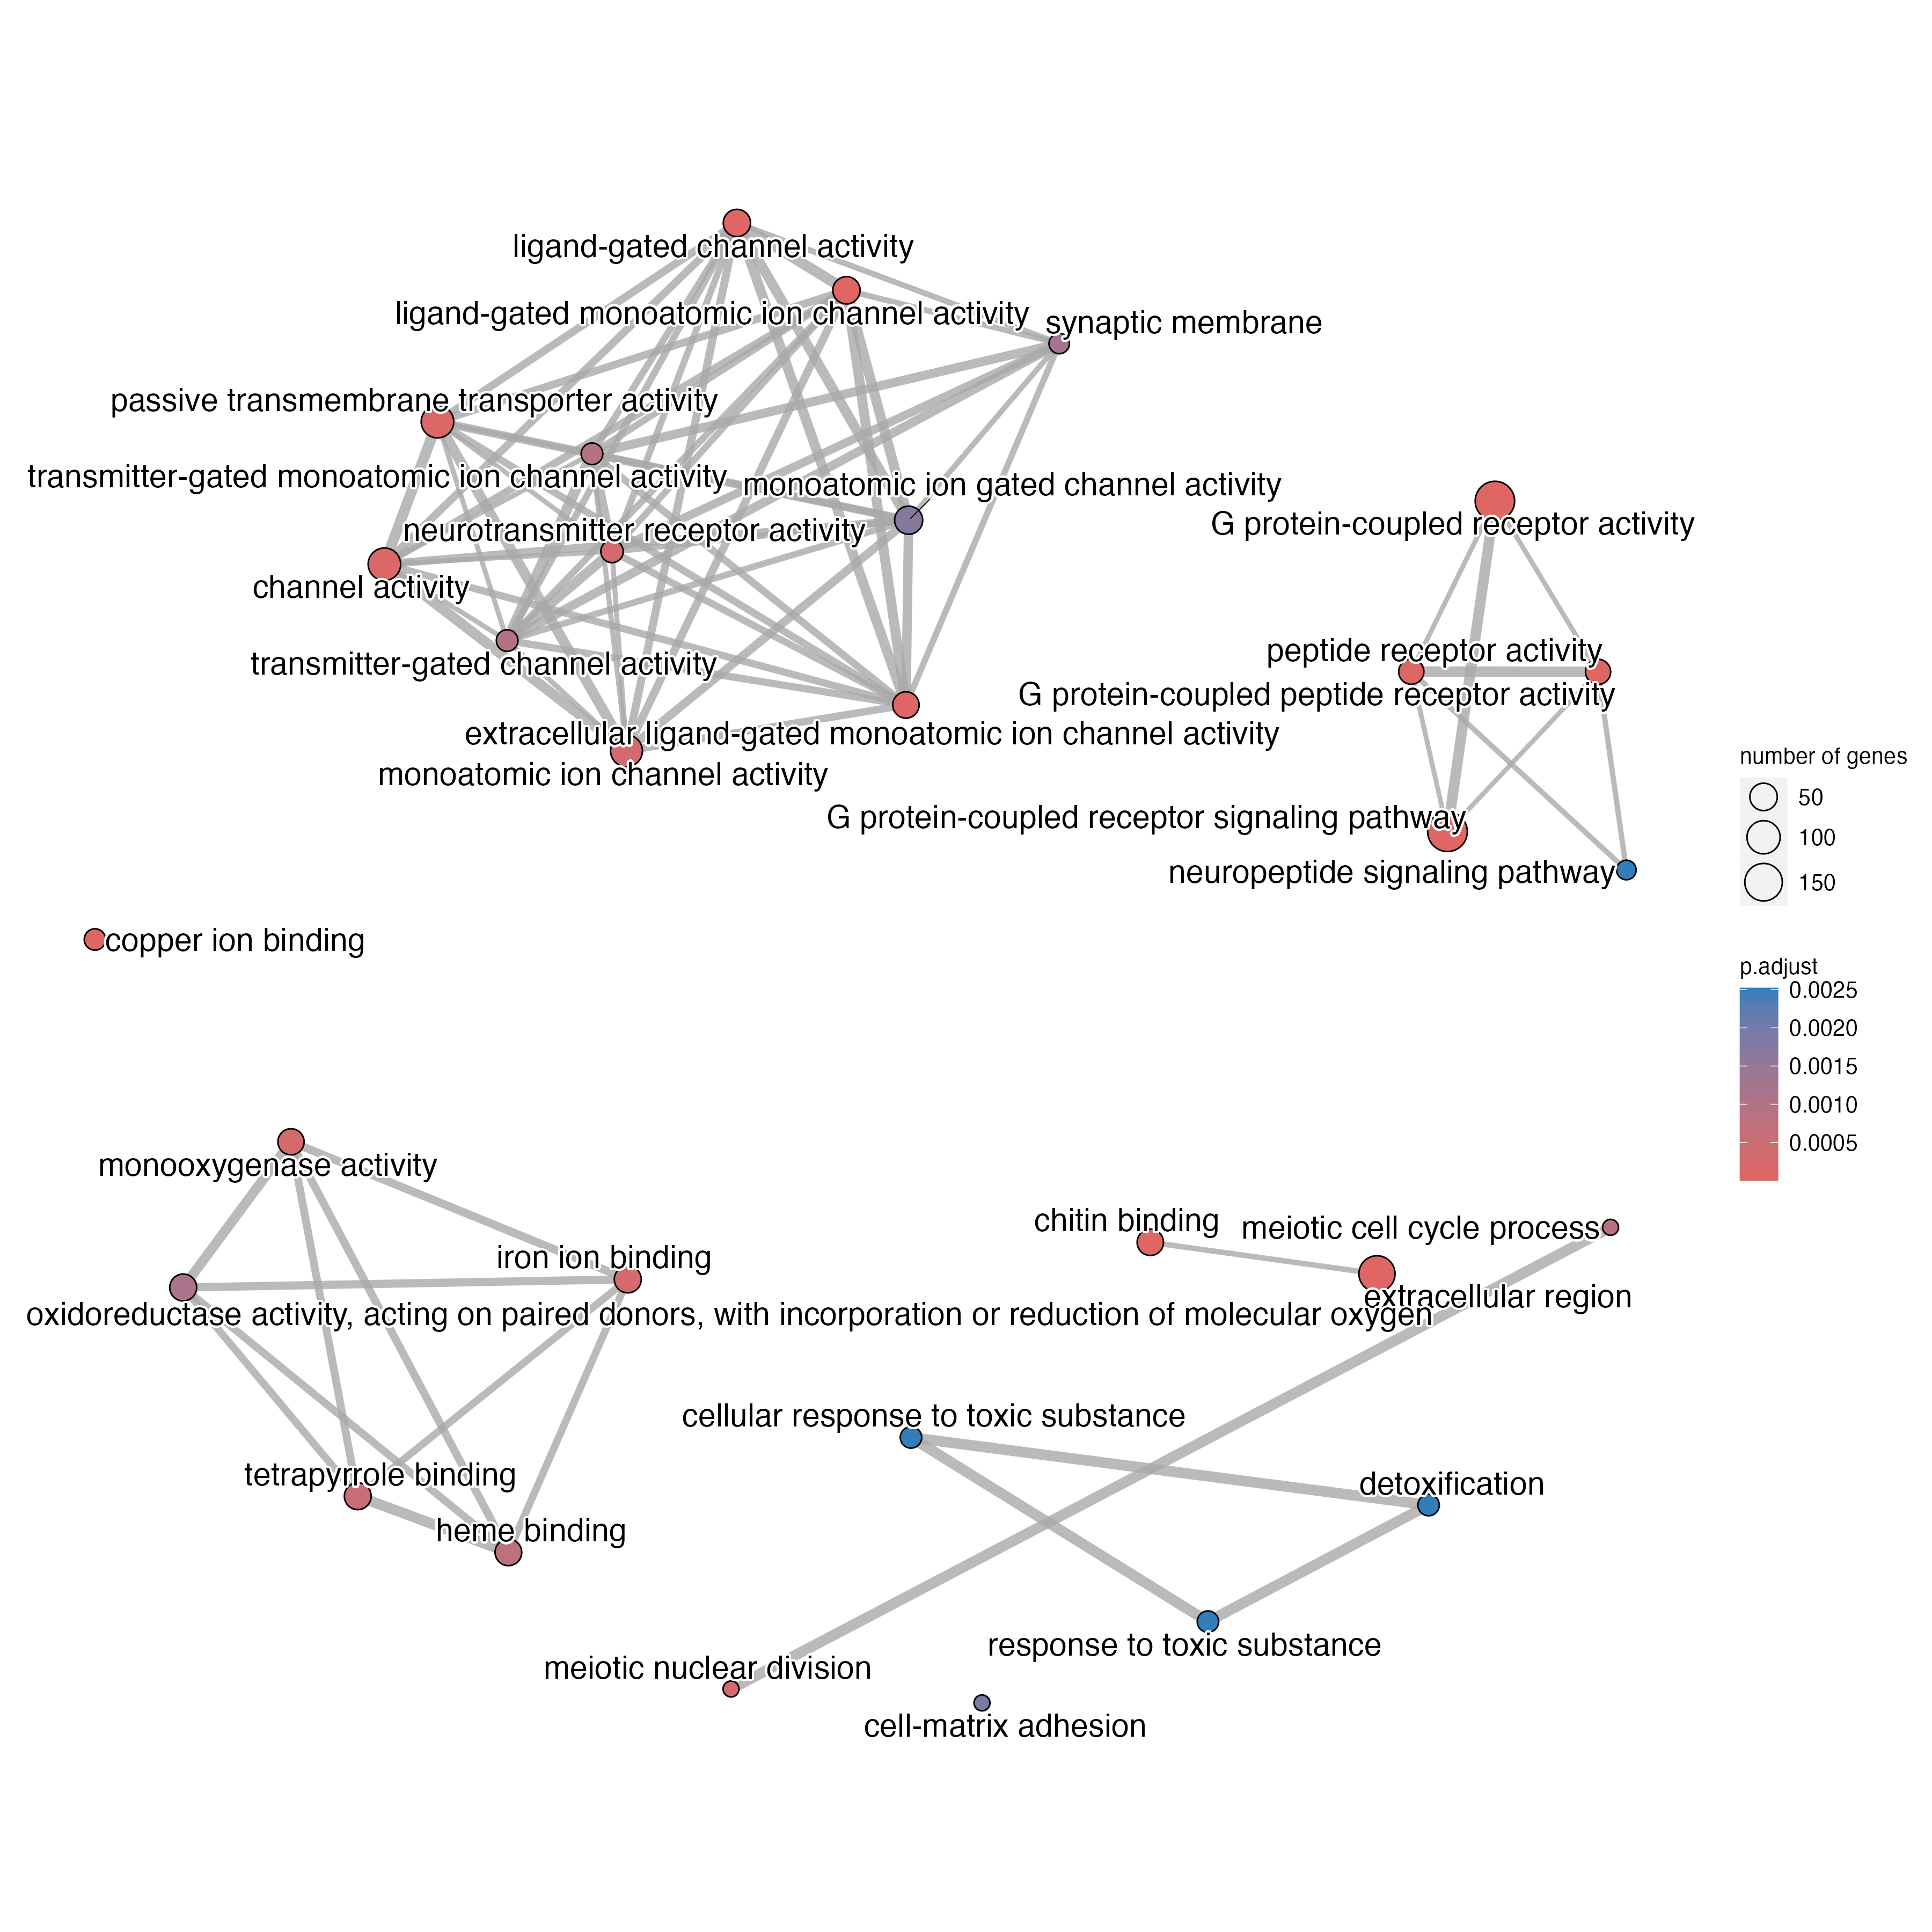 ligand-gated channel activity
ligand-gated monoatomic ion channel activity
synaptic membrane
passive transmembrane transporter activity
transmitter-gated monoatomic ion channel activity
monoatomic ion gated channel activity
neurotransmitter receptor activity
G protein-coupled receptor activity
channel activity
transmitter-gated channel activity
peptide receptor activity
G protein-coupled peptide receptor activity
extracellular ligand-gated monoatomic ion channel activity
monoatomic ion channel activity
G protein-coupled receptor signaling pathway
neuropeptide signaling pathway
number of genes
50
100
150
copper ion binding
p.adjust
0.0025
0.0020
0.0015
0.0010
0.0005
monooxygenase activity
chitin binding
meiotic cell cycle process
iron ion binding
extracellular region
oxidoreductase activity, acting on paired donors, with incorporation or reduction of molecular oxygen
cellular response to toxic substance
tetrapyrrole binding
detoxification
heme binding
response to toxic substance
meiotic nuclear division
cell-matrix adhesion